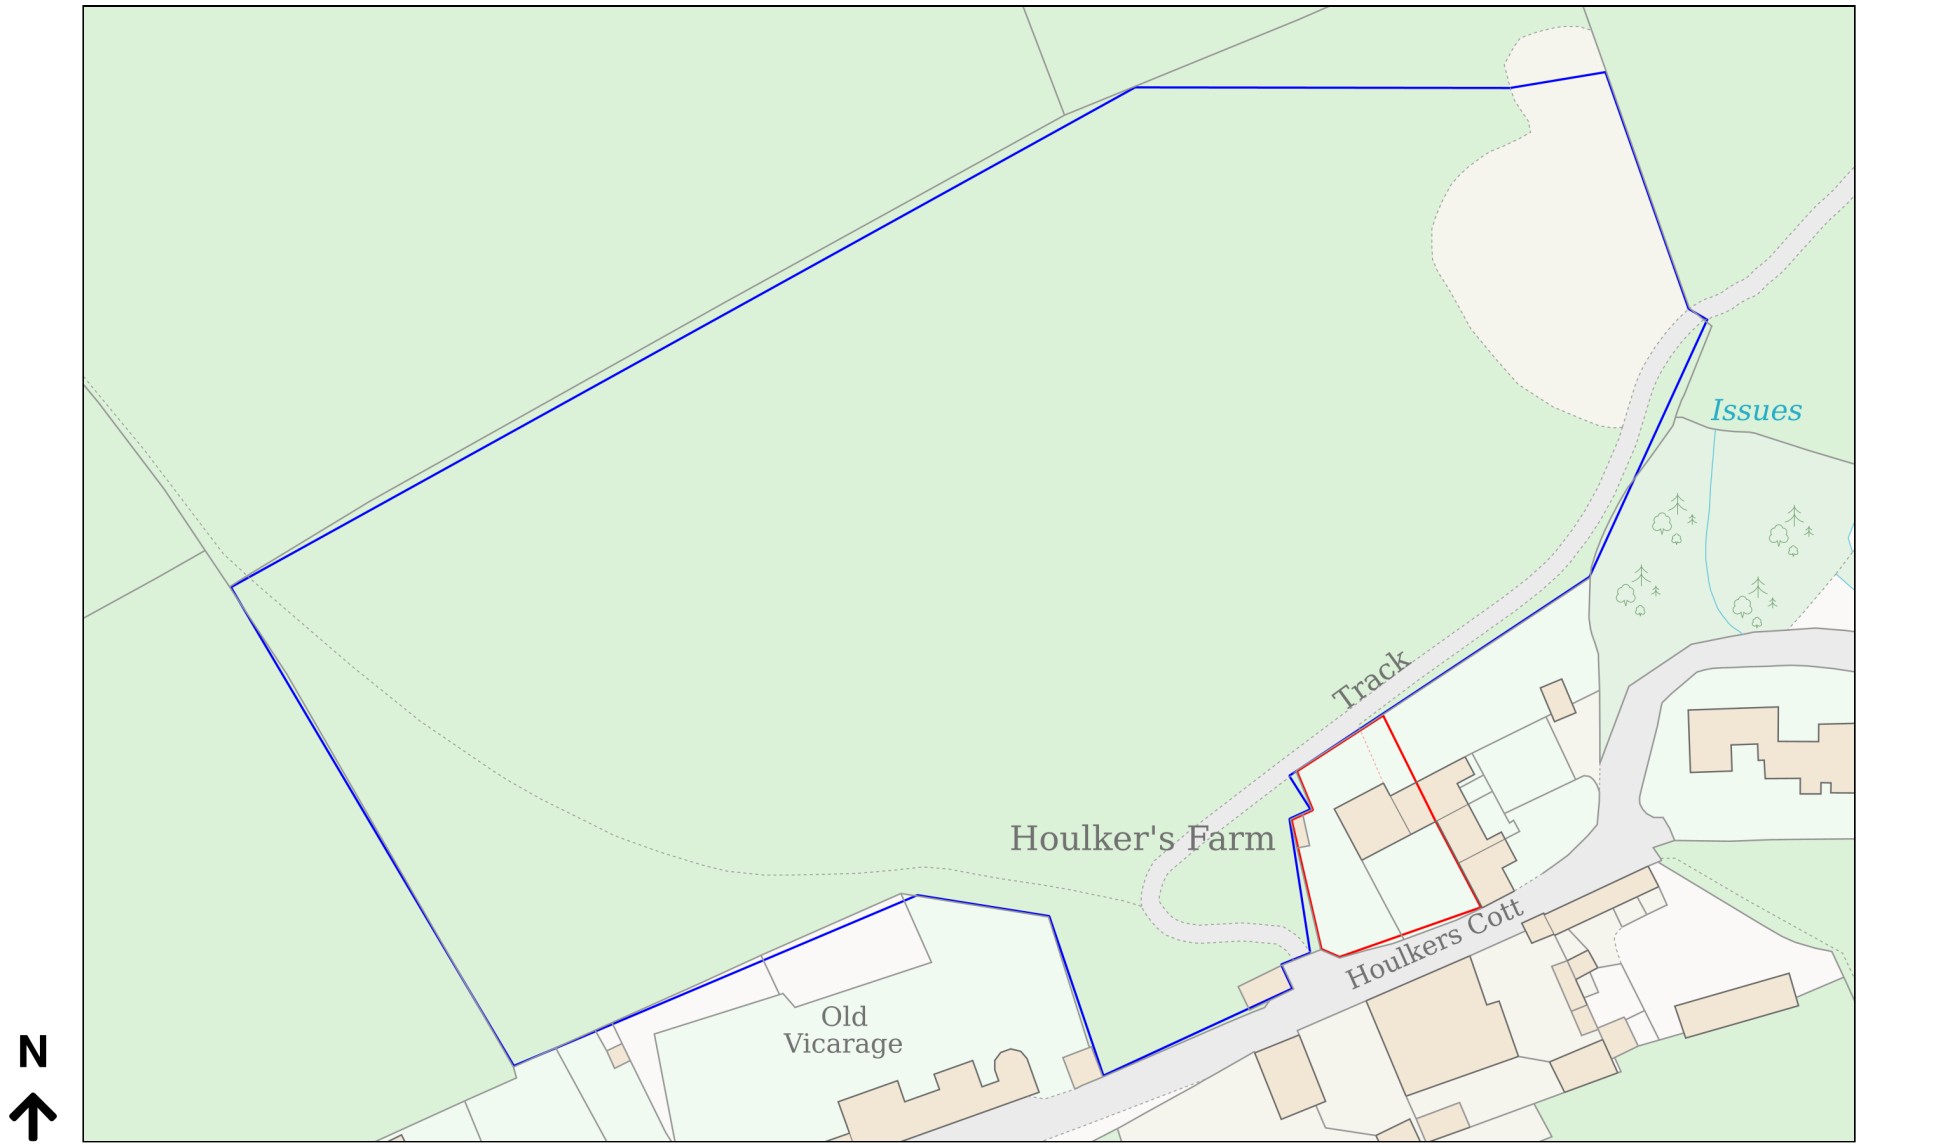 Issues
Track
Houlker's Farm
Houlkers Cott
Old
Vicarage
N